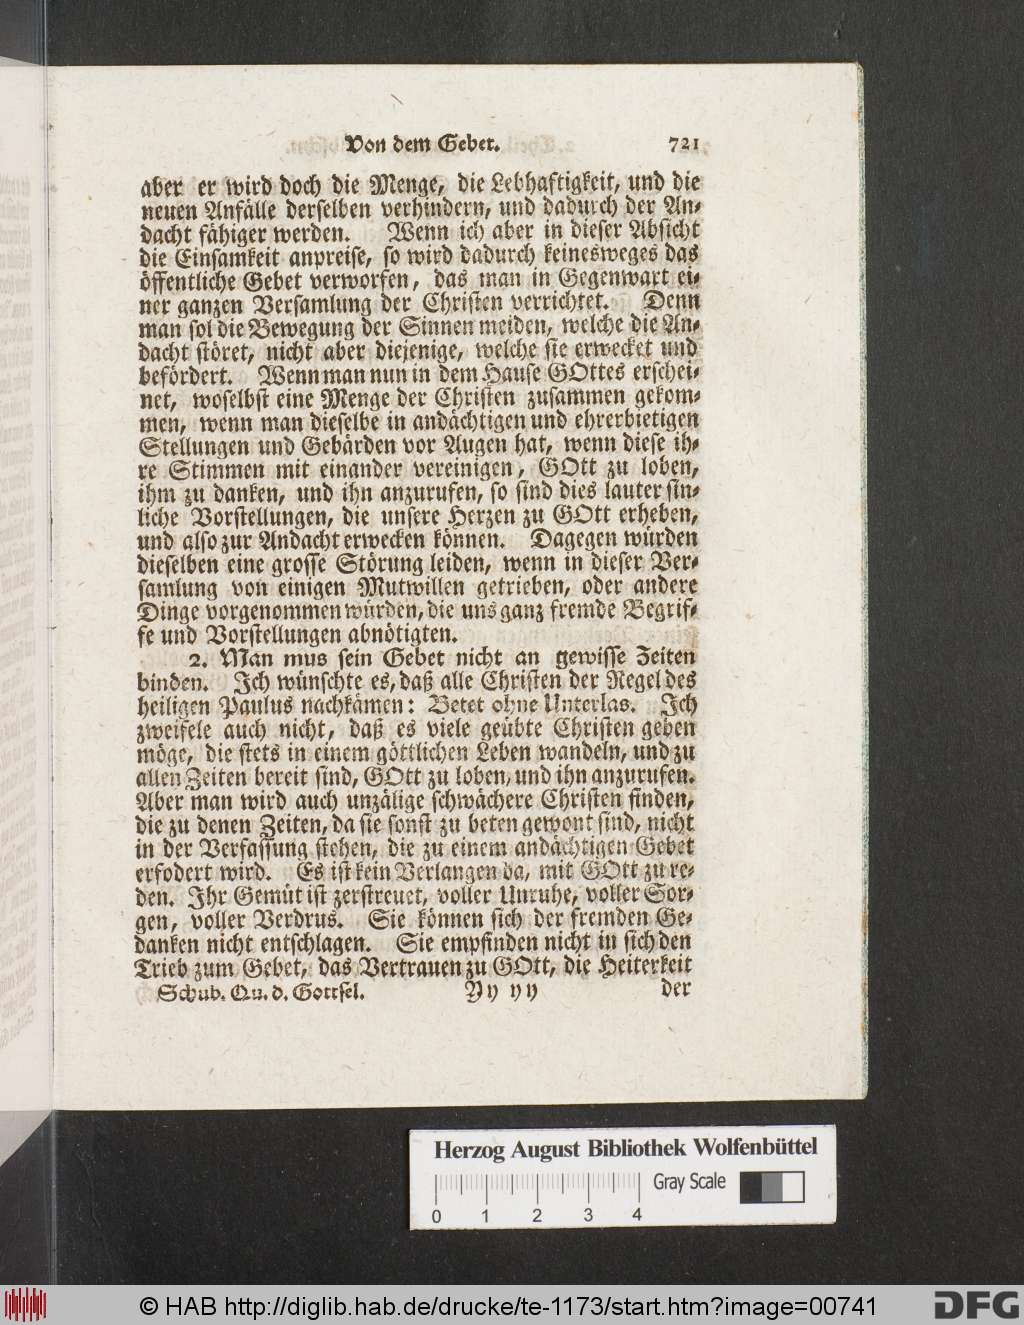 Von dem Gebet. 721
aber er wird doch die Menge, die Lebhaftigkeit, und die
neuen Anfälle derselben verhindern, und dadurch der An-
dacht fähiger werden. Wenn ich aber in dieser Absicht
die Einsamkeit anpreise, so wird dadurch keinesweges das
öffentliche Gebet verworfen, das man in Gegenwart ei-
ner ganzen Versamlung der Christen verrichtet. Denn
man sol die Bewegung der Sinnen meiden, welche die An-
dacht störet, nicht aber diejenige, welche sie erwecket und
befördert. Wenn man nun in dem Hause GOttes erschei-
net, woselbst eine Menge der Christen zusammen gekom-
men, wenn man dieselbe in andächtigen und ehrerbietigen
Stellungen und Gebärden vor Augen hat, wenn diese ih-
re Stimmen mit einander vereinigen, GOtt zu loben,
ihm zu danken, und ihn anzurufen, so sind dies lauter sin-
liche Vorstellungen, die unsere Herzen zu GOtt erheben,
und also zur Andacht erwecken können. Dagegen würden
dieselben eine grosse Störung leiden, wenn in dieser Ver-
samlung von einigen Mutwillen getrieben, oder andere
Dinge vorgenommen würden, die uns ganz fremde Begrif-
fe und Vorstellungen abnötigten.
2. Man mus sein Gebet nicht an gewisse Zeiten
binden. Ich wünschte es, daß alle Christen der Regel des
heiligen Paulus nachkämen: Betet ohne Unterlas. Ich
zweifele auch nicht, daß es viele geübte Christen geben
möge, die stets in einem göttlichen Leben wandeln, und zu
allen Zeiten bereit sind, GOtt zu loben, und ihn anzurufen.
Aber man wird auch unzälige schwächere Christen finden,
die zu denen Zeiten, da sie sonst zu beten gewont sind, nicht
in der Verfassung stehen, die zu einem andächtigen Gebet
erfodert wird. Es ist kein Verlangen da, mit GOtt zu re-
den. Ihr Gemüt ist zerstreuet, voller Unruhe, voller Sor-
gen, voller Verdrus. Sie können sich der fremden Ge-
danken nicht entschlagen. Sie empfinden nicht in sich den
Trieb zum Gebet, das Vertrauen zu GOtt, die Heiterkeit
Schub. Qu. d. Gottsel. Yy yy der
Herzog August Bibliothek Wolfenbüttel
Gray Scale
0 1 2 3 4
© HAB http://diglib.hab.de/drucke/te-1173/start.htm?image=00741
DFG